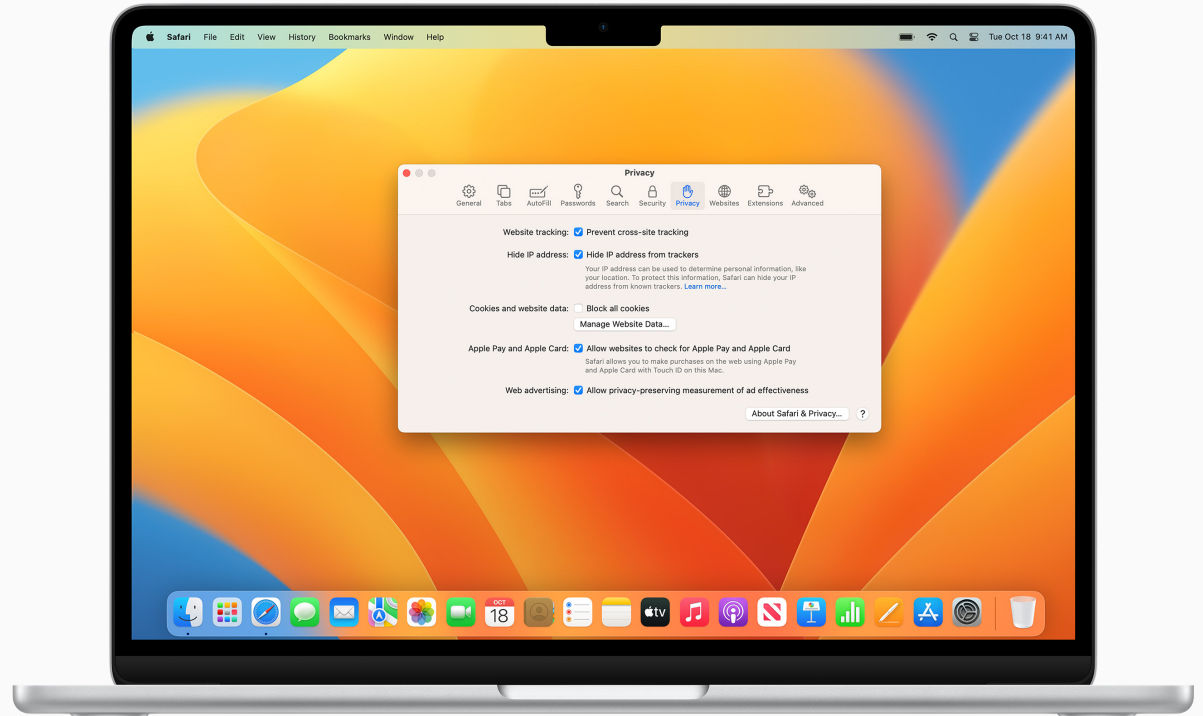 Safari File Edit View History Bookmarks Window Help Tue Oct 18 9:41 AM
Privacy
General Tabs AutoFill Passwords Search Security Privacy Websites Extensions Advanced
Website tracking: Prevent cross-site tracking
Hide IP address: Hide IP address from trackers
Your IP address can be used to determine personal information, like
your location. To protect this information, Safari can hide your IP
address from known trackers. Learn more...
Cookies and website data: Block all cookies
Manage Website Data...
Apple Pay and Apple Card: Allow websites to check for Apple Pay and Apple Card
Safari allows you to make purchases on the web using Apple Pay
and Apple Card with Touch ID on this Mac.
Web advertising: Allow privacy-preserving measurement of ad effectiveness
About Safari & Privacy... ?
OCT
18
tv